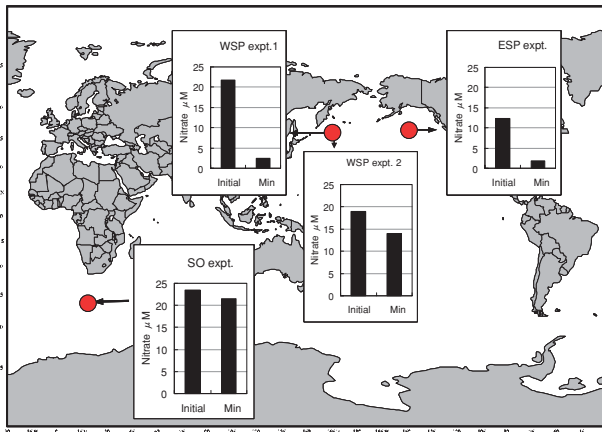 WSP expt.1
Nitrate μM
25
20
15
10
5
0
Initial Min
ESP expt.
Nitrate μM
25
20
15
10
5
0
Initial Min
WSP expt. 2
Nitrate μM
25
20
15
10
5
0
Initial Min
SO expt.
Nitrate μM
25
20
15
10
5
0
Initial Min